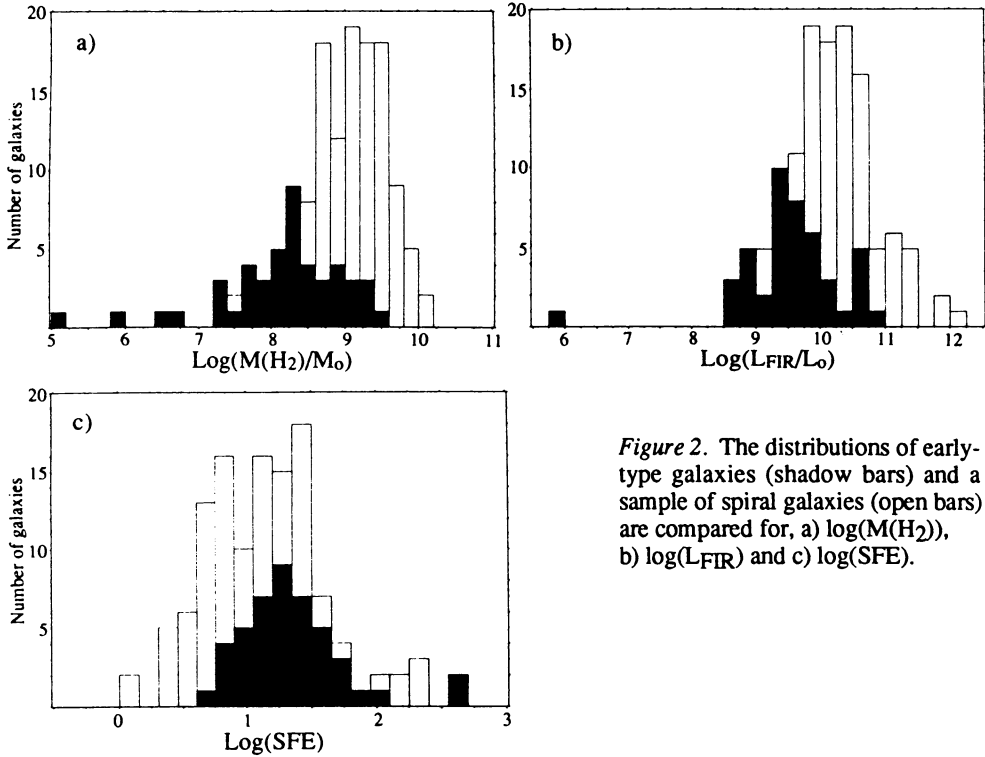 20
15
10
5
Number of galaxies
a)
5 6 7 8 9 10 11
Log(M(H2)/Mo)
20
15
10
5
b)
6 7 8 9 10 11 12
Log(LFIR/Lo)
20
15
10
5
Number of galaxies
c)
0 1 2 3
Log(SFE)
Figure 2. The distributions of early-
type galaxies (shadow bars) and a
sample of spiral galaxies (open bars)
are compared for, a) log(M(H2)),
b) log(LFIR) and c) log(SFE).